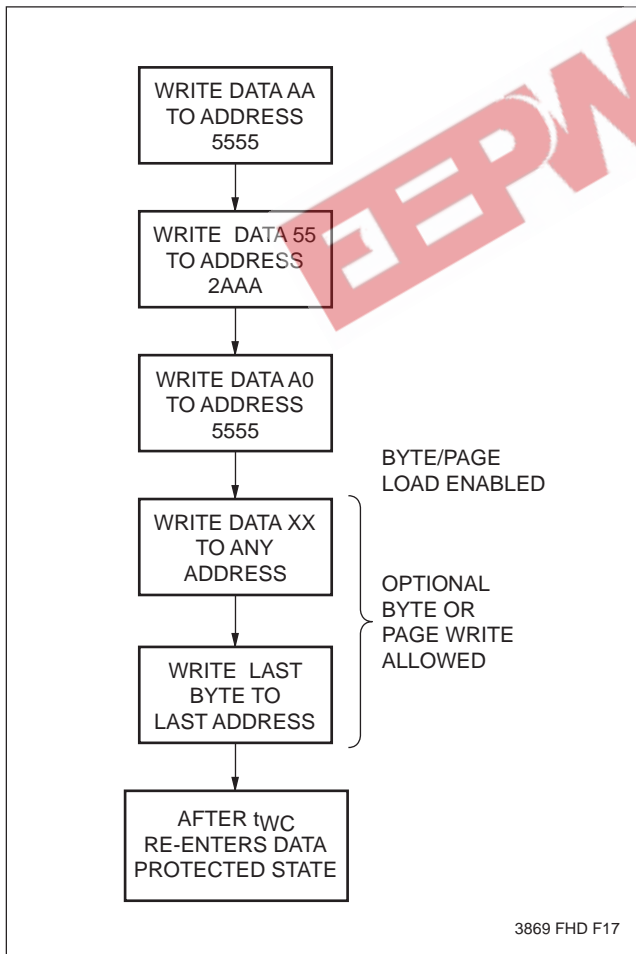 WRITE DATA AA
TO ADDRESS
5555
EEPW
WRITE DATA 55
TO ADDRESS
2AAA
WRITE DATA A0
TO ADDRESS
5555
BYTE/PAGE
LOAD ENABLED
WRITE DATA XX
TO ANY
ADDRESS
OPTIONAL
BYTE OR
PAGE WRITE
ALLOWED
WRITE LAST
BYTE TO
LAST ADDRESS
AFTER tWC
RE-ENTERS DATA
PROTECTED STATE
3869 FHD F17